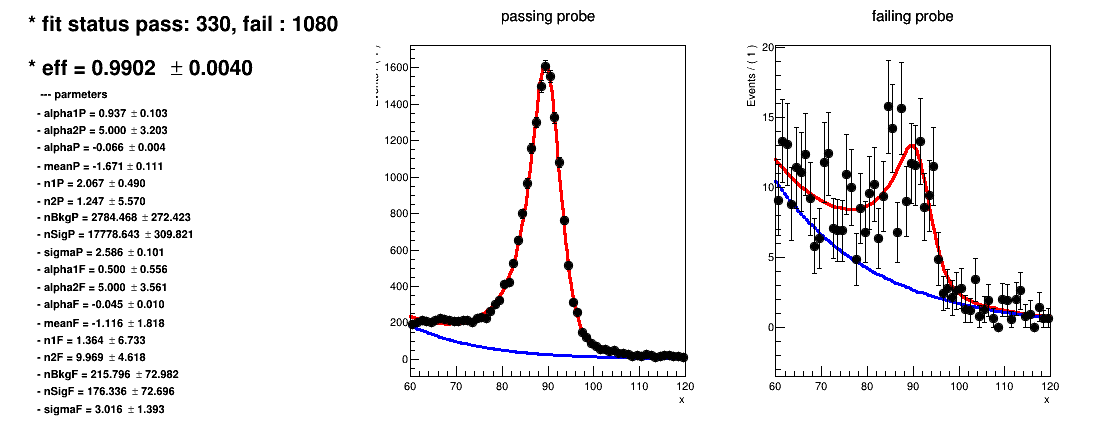 * fit status pass: 330, fail : 1080
* eff = 0.9902 ± 0.0040
--- parmeters
- alpha1P = 0.937 ± 0.103
- alpha2P = 5.000 ± 3.203
- alphaP = -0.066 ± 0.004
- meanP = -1.671 ± 0.111
- n1P = 2.067 ± 0.490
- n2P = 1.247 ± 5.570
- nBkgP = 2784.468 ± 272.423
- nSigP = 17778.643 ± 309.821
- sigmaP = 2.586 ± 0.101
- alpha1F = 0.500 ± 0.556
- alpha2F = 5.000 ± 3.561
- alphaF = -0.045 ± 0.010
- meanF = -1.116 ± 1.818
- n1F = 1.364 ± 6.733
- n2F = 9.969 ± 4.618
- nBkgF = 215.796 ± 72.982
- nSigF = 176.336 ± 72.696
- sigmaF = 3.016 ± 1.393
passing probe
1600
1400
1200
1000
800
600
400
200
0
60 70 80 90 100 110 120
x
failing probe
Events / ( 1 )
20
15
10
5
0
60 70 80 90 100 110 120
x